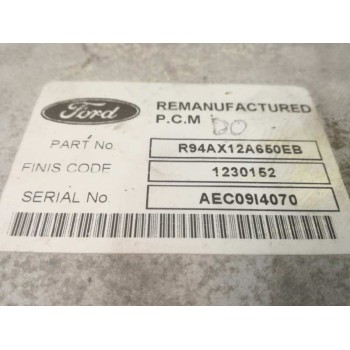 Ford
REMANUFACTURED
P.C.M DO
PART No. R94AX12A650EB
FINIS CODE 1230152
SERIAL No. AEC09I4070